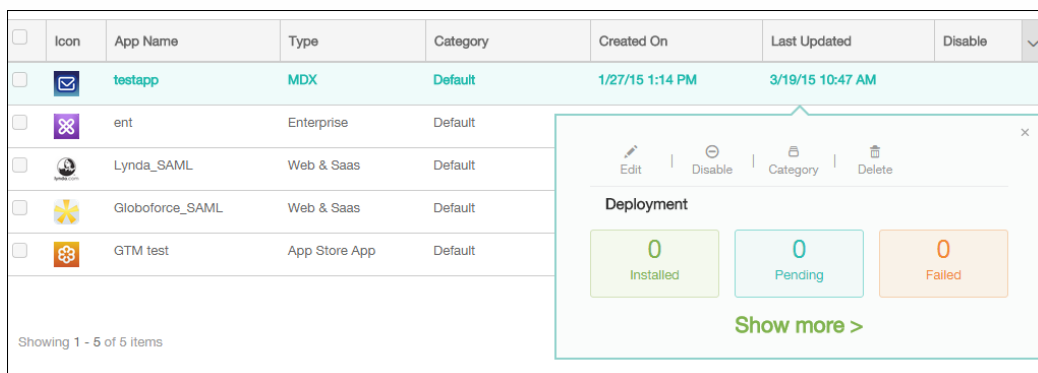 Icon App Name Type Category Created On Last Updated Disable
testapp MDX Default 1/27/15 1:14 PM 3/19/15 10:47 AM
ent Enterprise Default
Lynda_SAML Web & Saas Default
Globoforce_SAML Web & Saas Default
GTM test App Store App Default
Showing 1 - 5 of 5 items
Edit Disable Category Delete
Deployment
0 0 0
Installed Pending Failed
Show more >